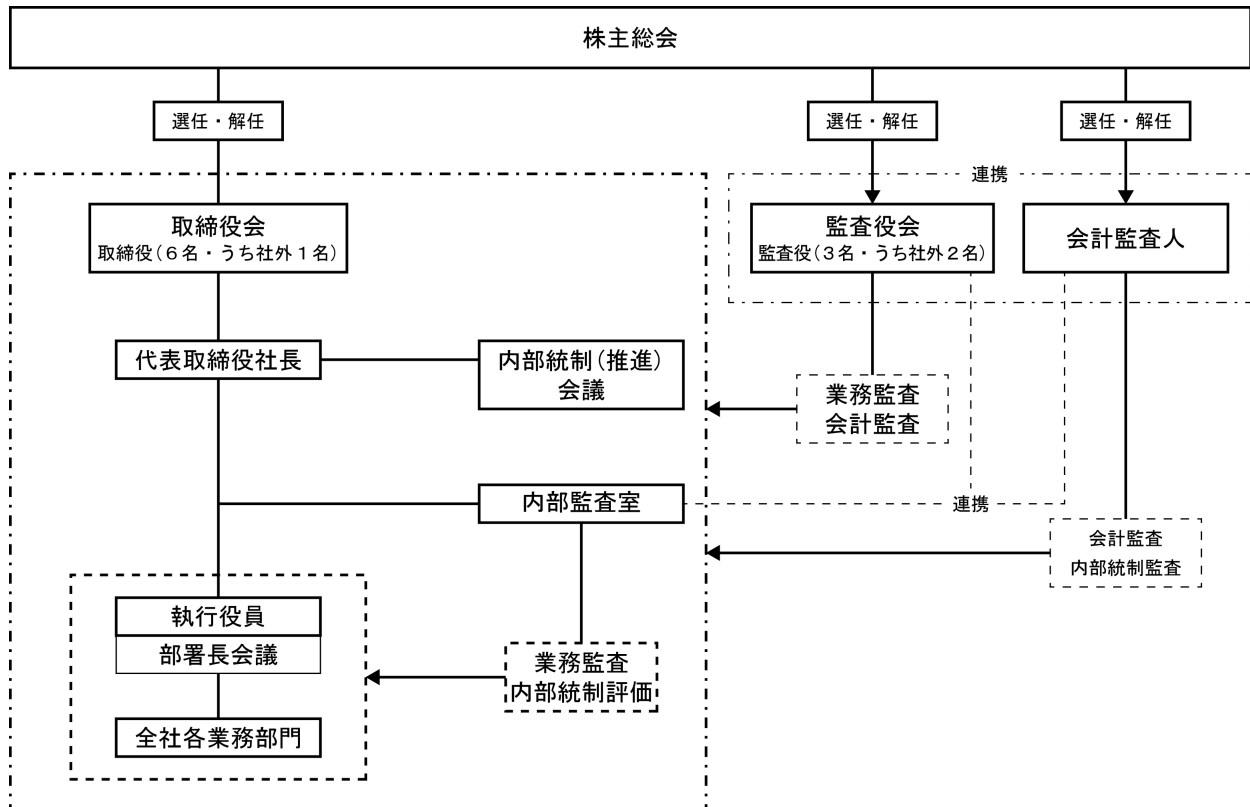 株主総会
選任・解任
選任・解任
選任・解任
連携
取締役会
取締役(6名・うち社外1名)
監査役会
監査役(3名・うち社外2名)
会計監査人
代表取締役社長
内部統制(推進)
会議
業務監査
会計監査
内部監査室
連携
会計監査
内部統制監査
執行役員
部署長会議
業務監査
内部統制評価
全社各業務部門